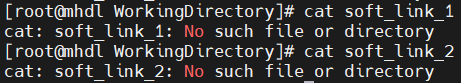 [root@mhdl WorkingDirectory]# cat soft_link_1
cat: soft_link_1: No such file or directory
[root@mhdl WorkingDirectory]# cat soft_link_2
cat: soft_link_2: No such file or directory